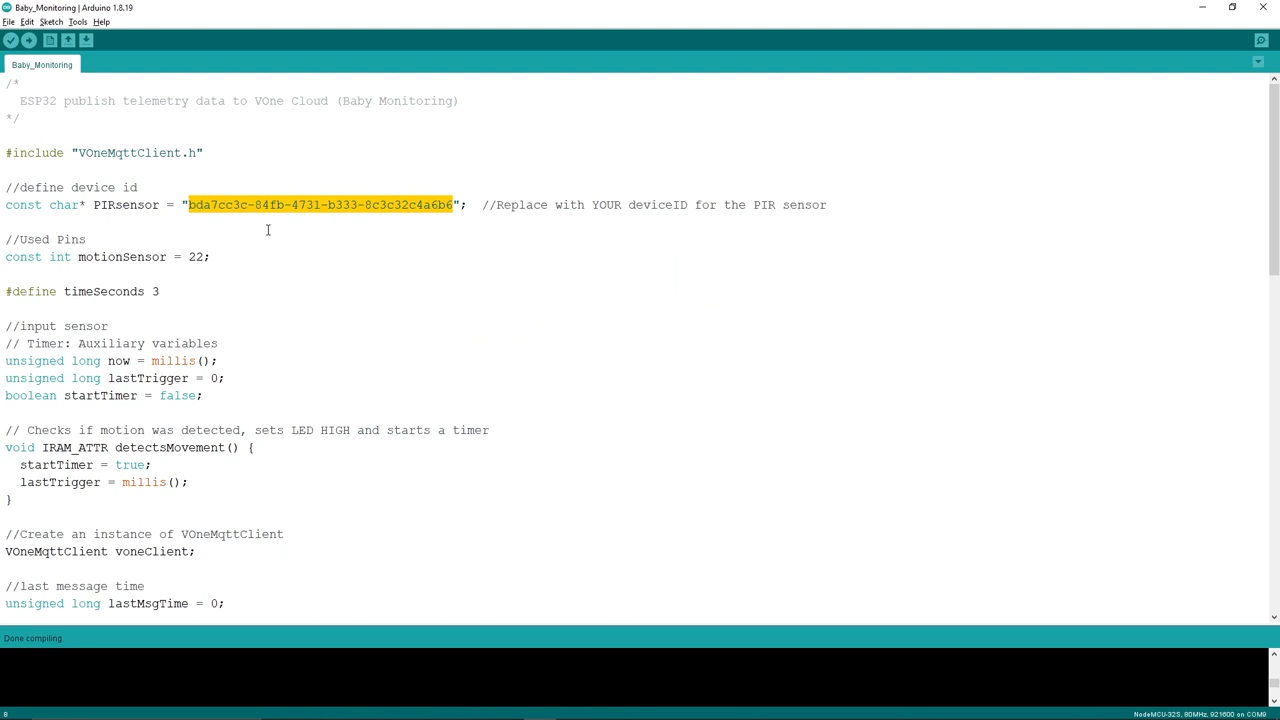 Baby_Monitoring | Arduino 1.8.19
File Edit Sketch Tools Help
Baby_Monitoring
/*
  ESP32 publish telemetry data to VOne Cloud (Baby Monitoring)
*/
#include "VOneMqttClient.h"
//define device id
const char* PIRsensor = "bda7cc3c-84fb-4731-b333-8c3c32c4a6b6";  //Replace with YOUR deviceID for the PIR sensor
//Used Pins
const int motionSensor = 22;
#define timeSeconds 3
//input sensor
// Timer: Auxiliary variables
unsigned long now = millis();
unsigned long lastTrigger = 0;
boolean startTimer = false;
// Checks if motion was detected, sets LED HIGH and starts a timer
void IRAM_ATTR detectsMovement() {
  startTimer = true;
  lastTrigger = millis();
}
//Create an instance of VOneMqttClient
VOneMqttClient voneClient;
//last message time
unsigned long lastMsgTime = 0;
Done compiling.
8
NodeMCU-32S, 80MHz, 921600 on COM9